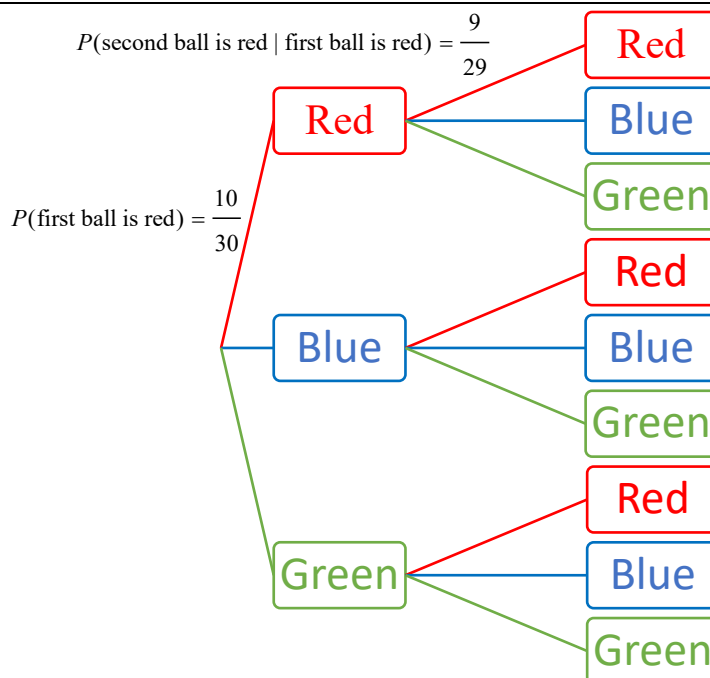 P(second ball is red | first ball is red) = 9/29
Red
Red
Blue
P(first ball is red) = 10/30
Green
Red
Blue
Blue
Green
Red
Green
Blue
Green